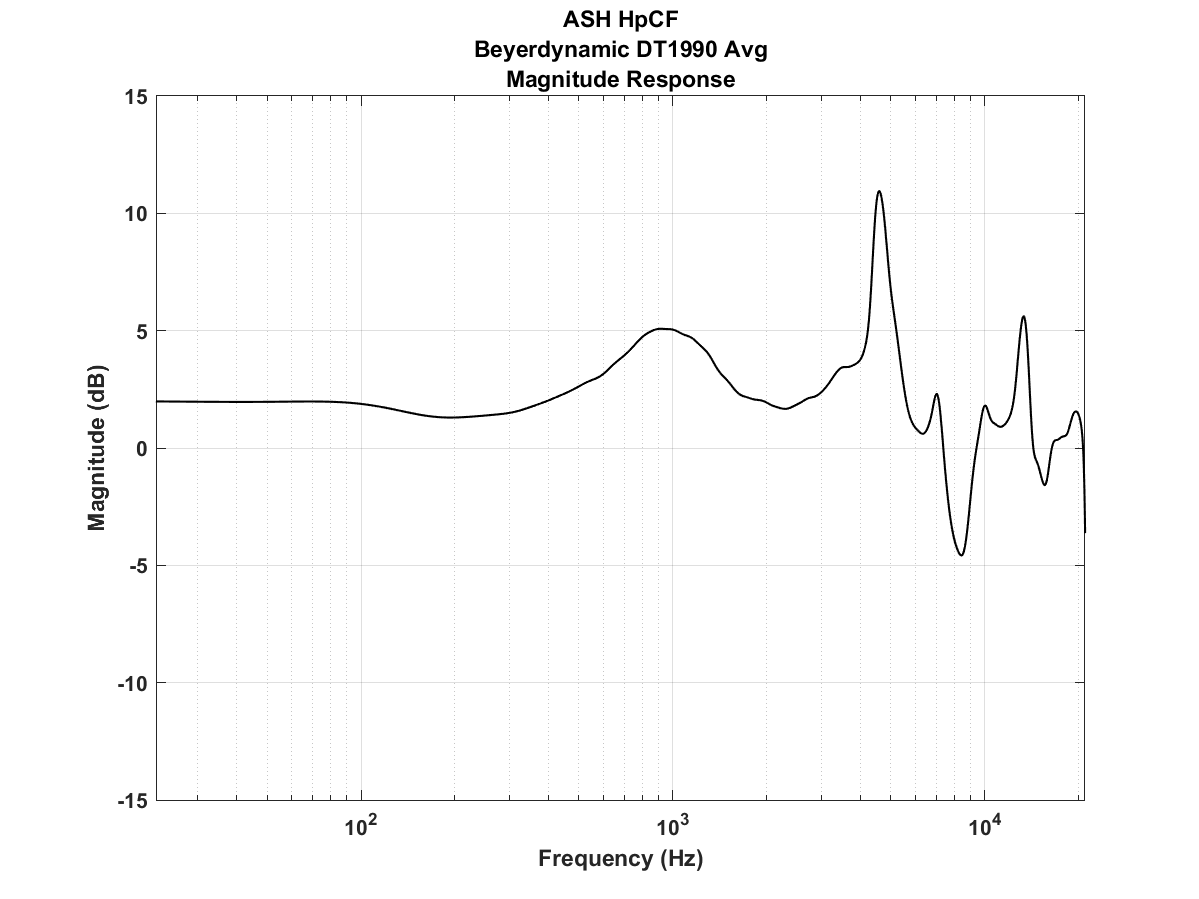 ASH HpCF
Beyerdynamic DT1990 Avg
Magnitude Response
15
10
5
0
-5
-10
-15
Magnitude (dB)
10² 10³ 10⁴
Frequency (Hz)